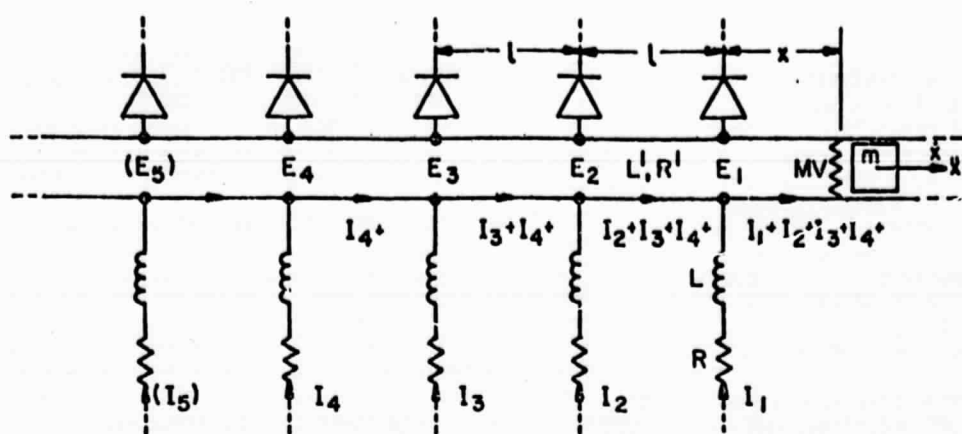 l l x
(E5) E4 E3 E2 L',R' E1 MV m ẋ ẍ
I4+ I3+I4+ I2+I3+I4+ I1+I2+I3+I4+
L
R
(I5) I4 I3 I2 I1